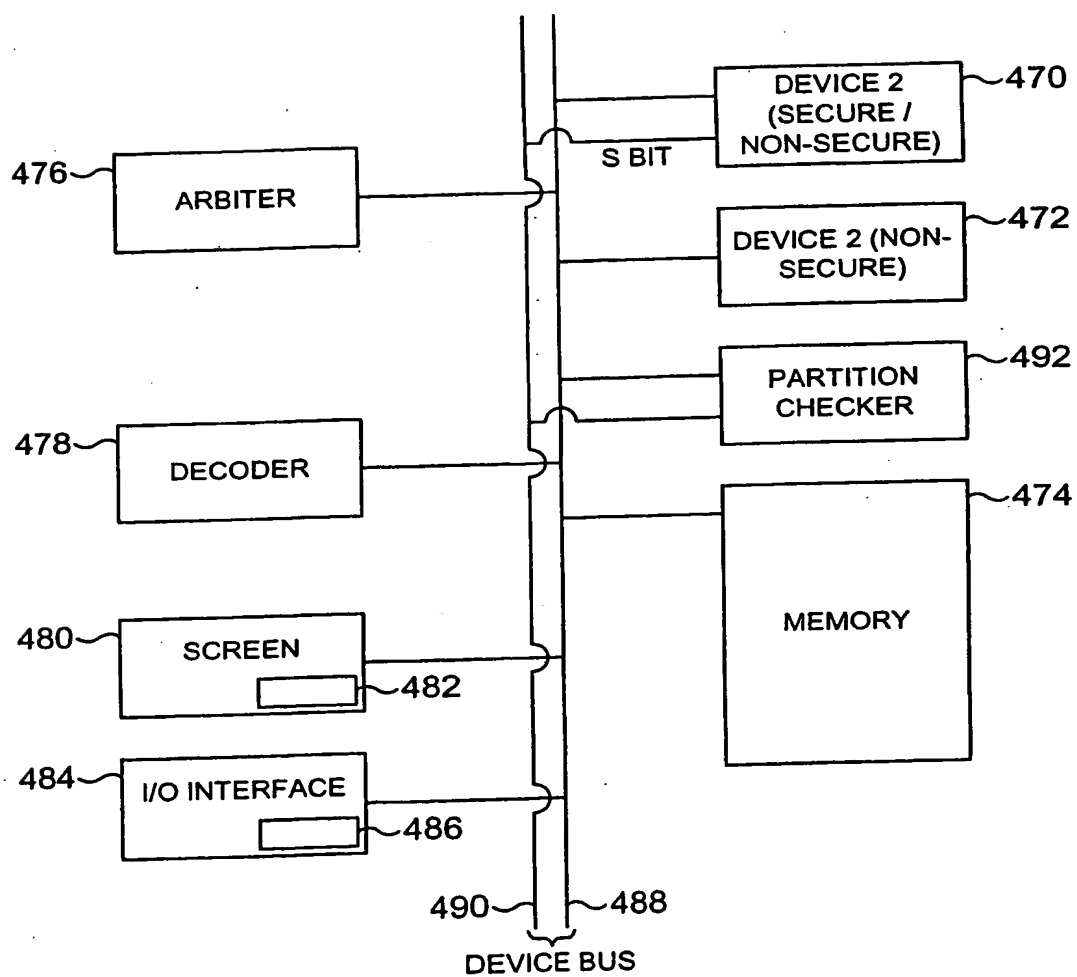 DEVICE 2
(SECURE /
NON-SECURE)
470
S BIT
476
ARBITER
472
DEVICE 2 (NON-
SECURE)
492
PARTITION
CHECKER
478
DECODER
474
MEMORY
480
SCREEN
482
484
I/O INTERFACE
486
490
488
DEVICE BUS